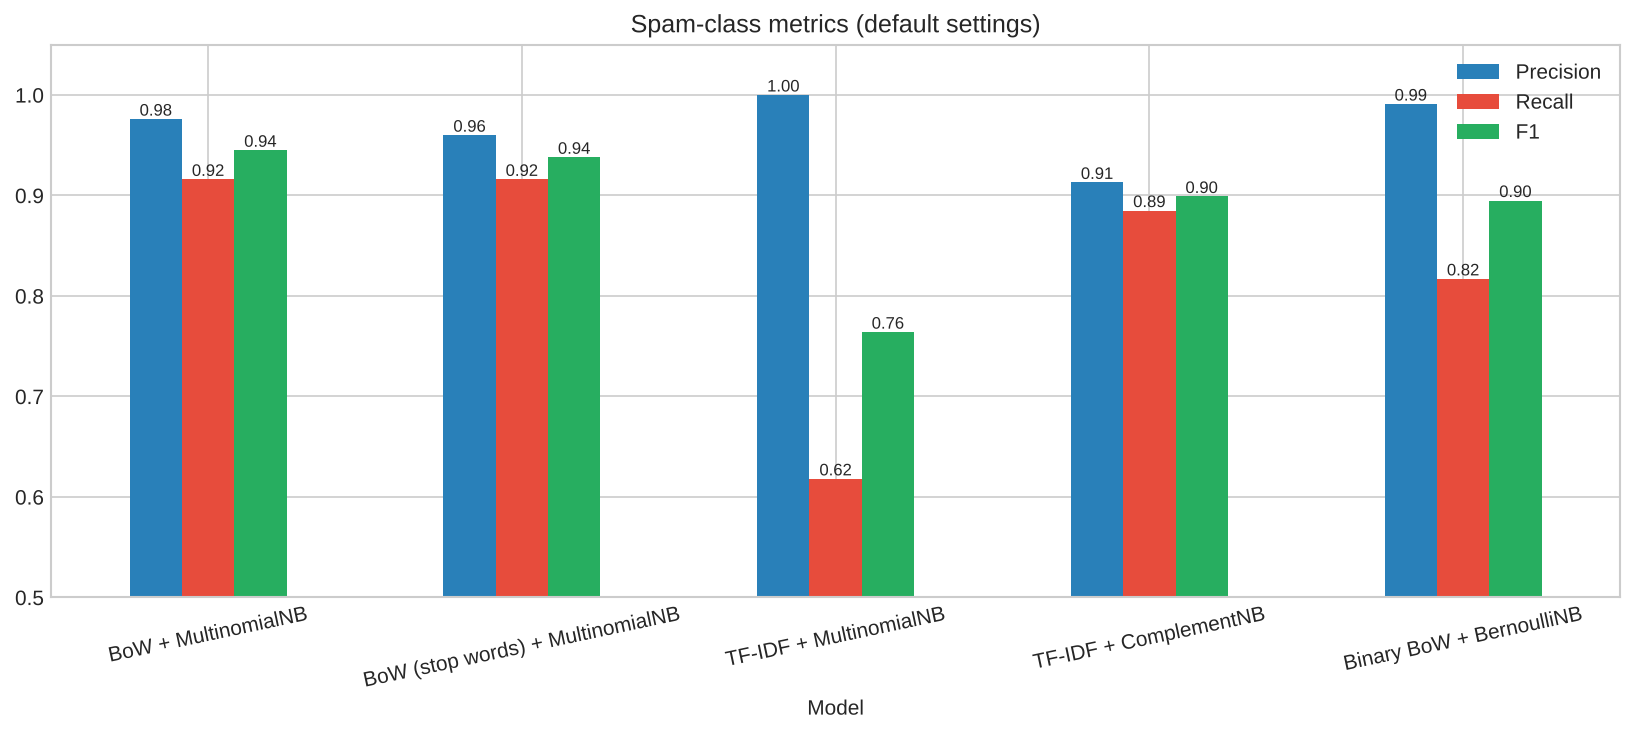 Spam-class metrics (default settings)
Precision
Recall
F1
1.0
0.9
0.8
0.7
0.6
0.5
0.98
0.92
0.94
0.96
0.92
0.94
1.00
0.62
0.76
0.91
0.89
0.90
0.99
0.82
0.90
BoW + MultinomialNB
BoW (stop words) + MultinomialNB
TF-IDF + MultinomialNB
TF-IDF + ComplementNB
Binary BoW + BernoulliNB
Model